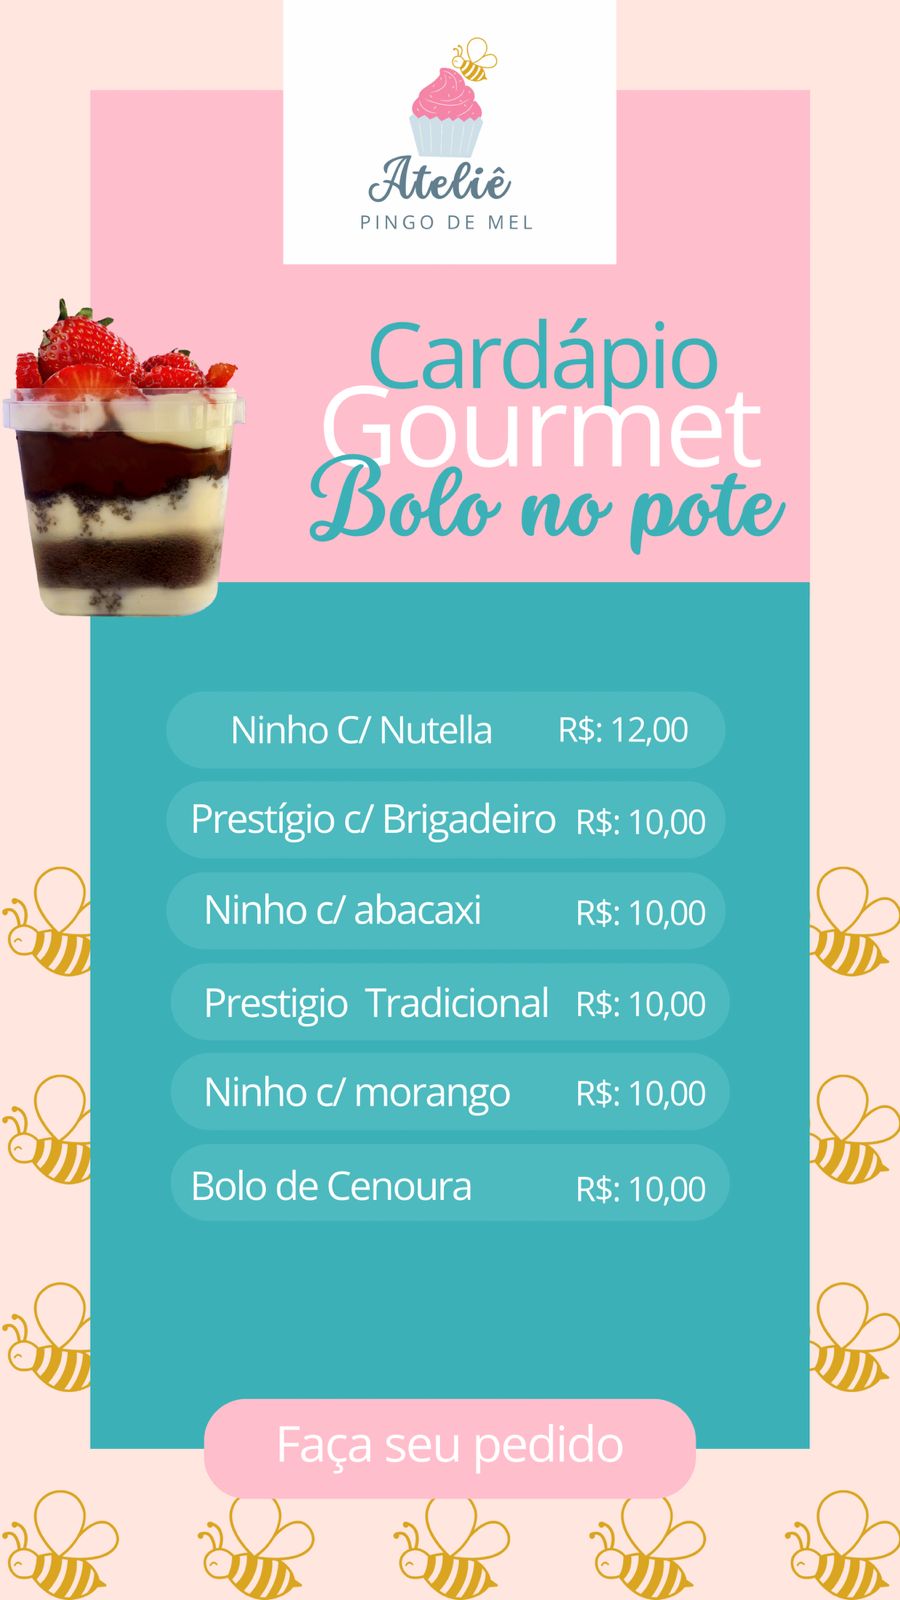 Ateliê
PINGO DE MEL
Cardápio
Gourmet
Bolo no pote
Ninho C/ Nutella R$: 12,00
Prestígio c/ Brigadeiro R$: 10,00
Ninho c/ abacaxi R$: 10,00
Prestigio Tradicional R$: 10,00
Ninho c/ morango R$: 10,00
Bolo de Cenoura R$: 10,00
Faça seu pedido